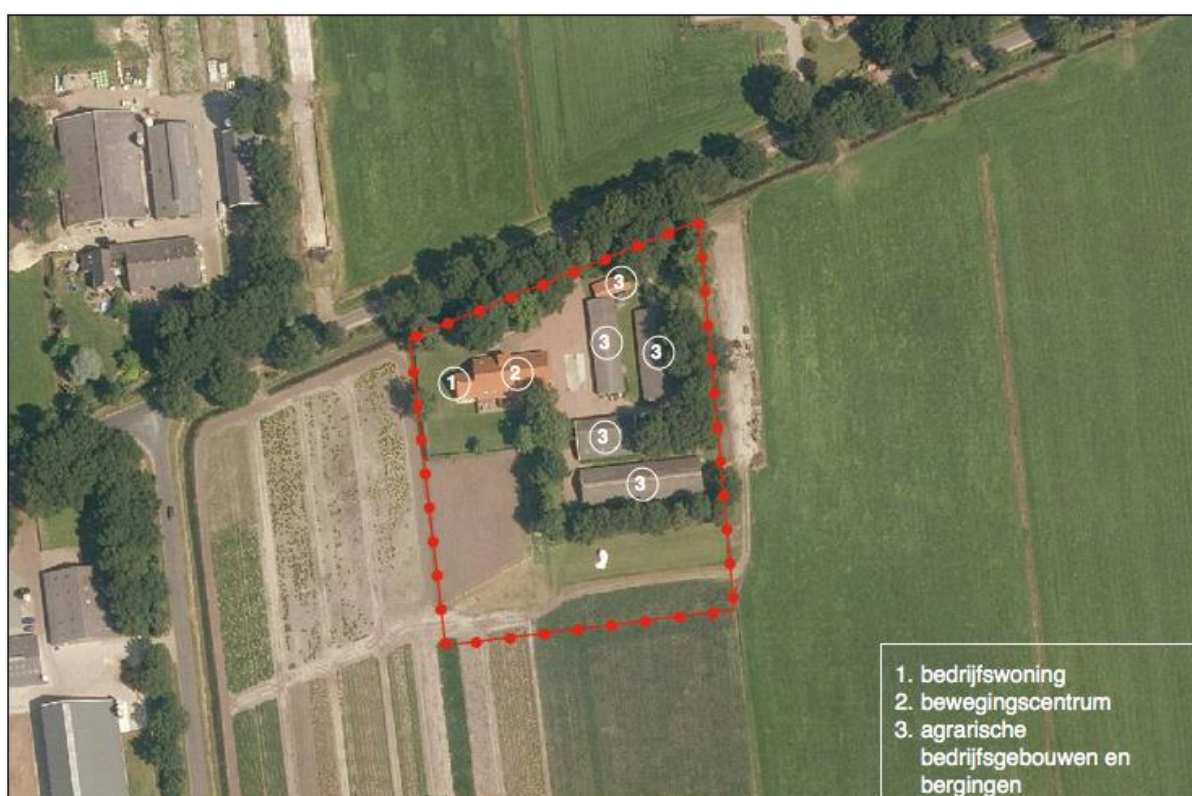 3
3
3
1
2
3
3
1. bedrijfswoning
2. bewegingscentrum
3. agrarische
bedrijfsgebouwen en
bergingen